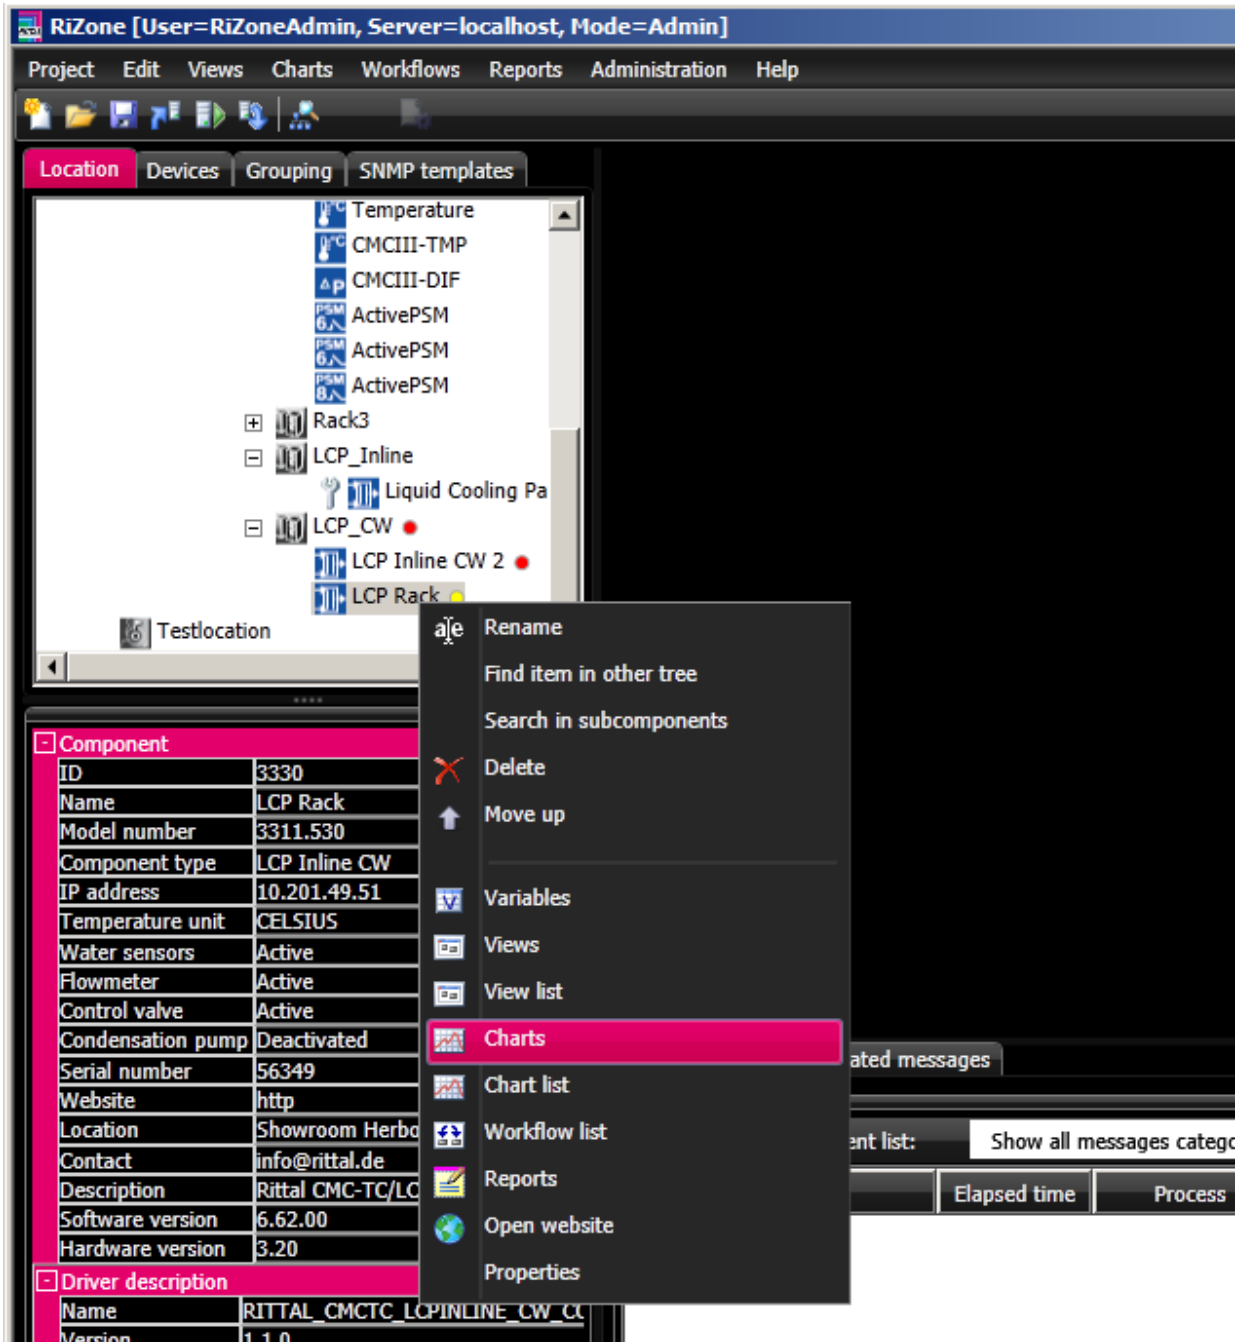 RiZone [User=RiZoneAdmin, Server=localhost, Mode=Admin]
Project Edit Views Charts Workflows Reports Administration Help
Location Devices Grouping SNMP templates
Temperature
CMCIII-TMP
CMCIII-DIF
ActivePSM
ActivePSM
ActivePSM
Rack3
LCP_Inline
Liquid Cooling Pa
LCP_CW
LCP Inline CW 2
LCP Rack
Testlocation
Rename
Find item in other tree
Search in subcomponents
Delete
Move up
Variables
Views
View list
Charts
Chart list
Workflow list
Reports
Open website
Properties
Component
ID 3330
Name LCP Rack
Model number 3311.530
Component type LCP Inline CW
IP address 10.201.49.51
Temperature unit CELSIUS
Water sensors Active
Flowmeter Active
Control valve Active
Condensation pump Deactivated
Serial number 56349
Website http
Location Showroom Herbo
Contact info@rittal.de
Description Rittal CMC-TC/LC
Software version 6.62.00
Hardware version 3.20
Driver description
Name RITTAL_CMCTC_LCPINLINE_CW_CC
Version 1.1.0
ated messages
ent list: Show all messages catego
Elapsed time Process